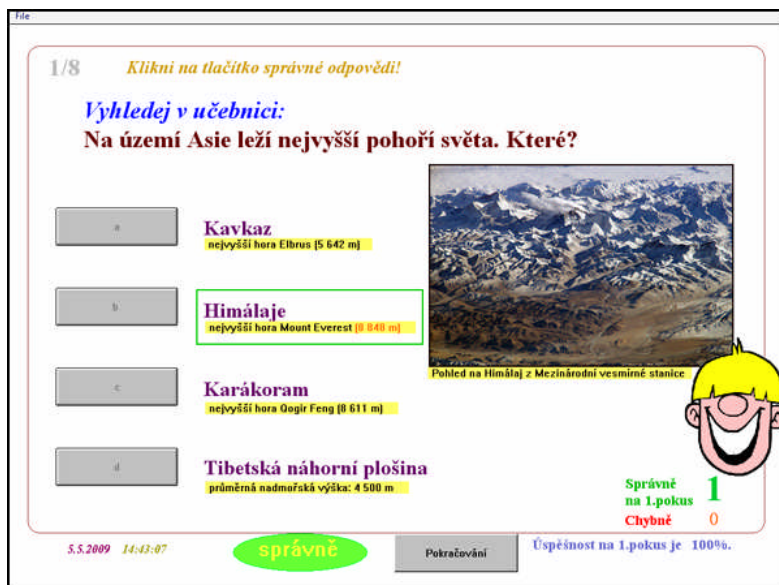 File
1/8 Klikni na tlačítko správné odpovědi!
Vyhledej v učebnici:
Na území Asie leží nejvyšší pohoří světa. Které?
a
Kavkaz
nejvyšší hora Elbrus (5 642 m)
b
Himálaje
nejvyšší hora Mount Everest (8 848 m)
Pohled na Himálaj z Mezinárodní vesmírné stanice
c
Karákoram
nejvyšší hora Qogir Feng (8 611 m)
d
Tibetská náhorní plošina
průměrná nadmořská výška: 4 500 m
Správně
na 1.pokus 1
Chybně 0
5.5.2009 14:43:07 správně Pokračování Úspěšnost na 1.pokus je 100%.